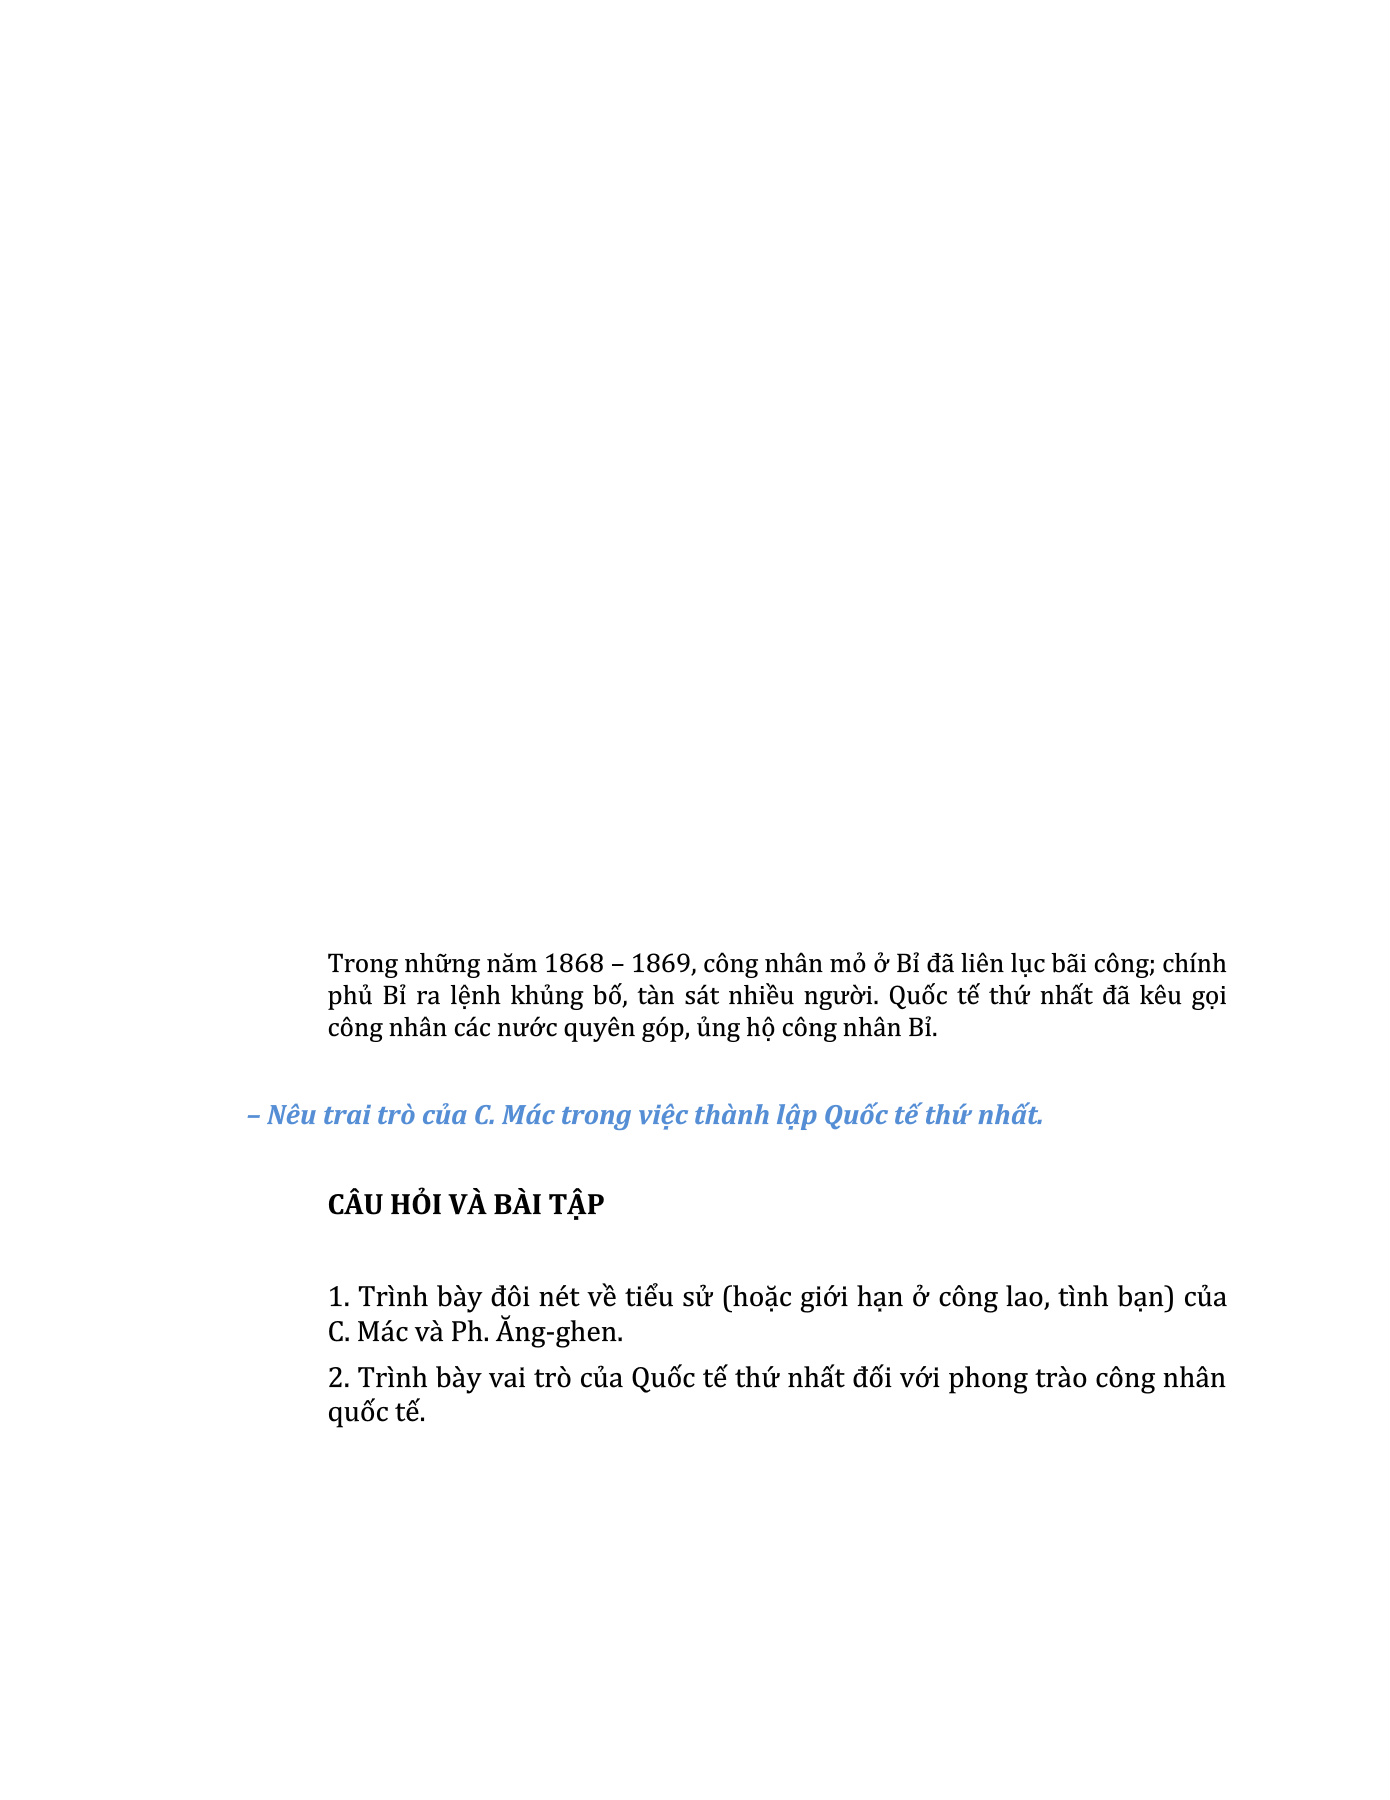 Trong những năm 1868 – 1869, công nhân mỏ ở Bỉ đã liên lục bãi công; chính
phủ Bỉ ra lệnh khủng bố, tàn sát nhiều người. Quốc tế thứ nhất đã kêu gọi
công nhân các nước quyên góp, ủng hộ công nhân Bỉ.
– Nêu trai trò của C. Mác trong việc thành lập Quốc tế thứ nhất.
CÂU HỎI VÀ BÀI TẬP
1. Trình bày đôi nét về tiểu sử (hoặc giới hạn ở công lao, tình bạn) của
C. Mác và Ph. Ăng-ghen.
2. Trình bày vai trò của Quốc tế thứ nhất đối với phong trào công nhân
quốc tế.